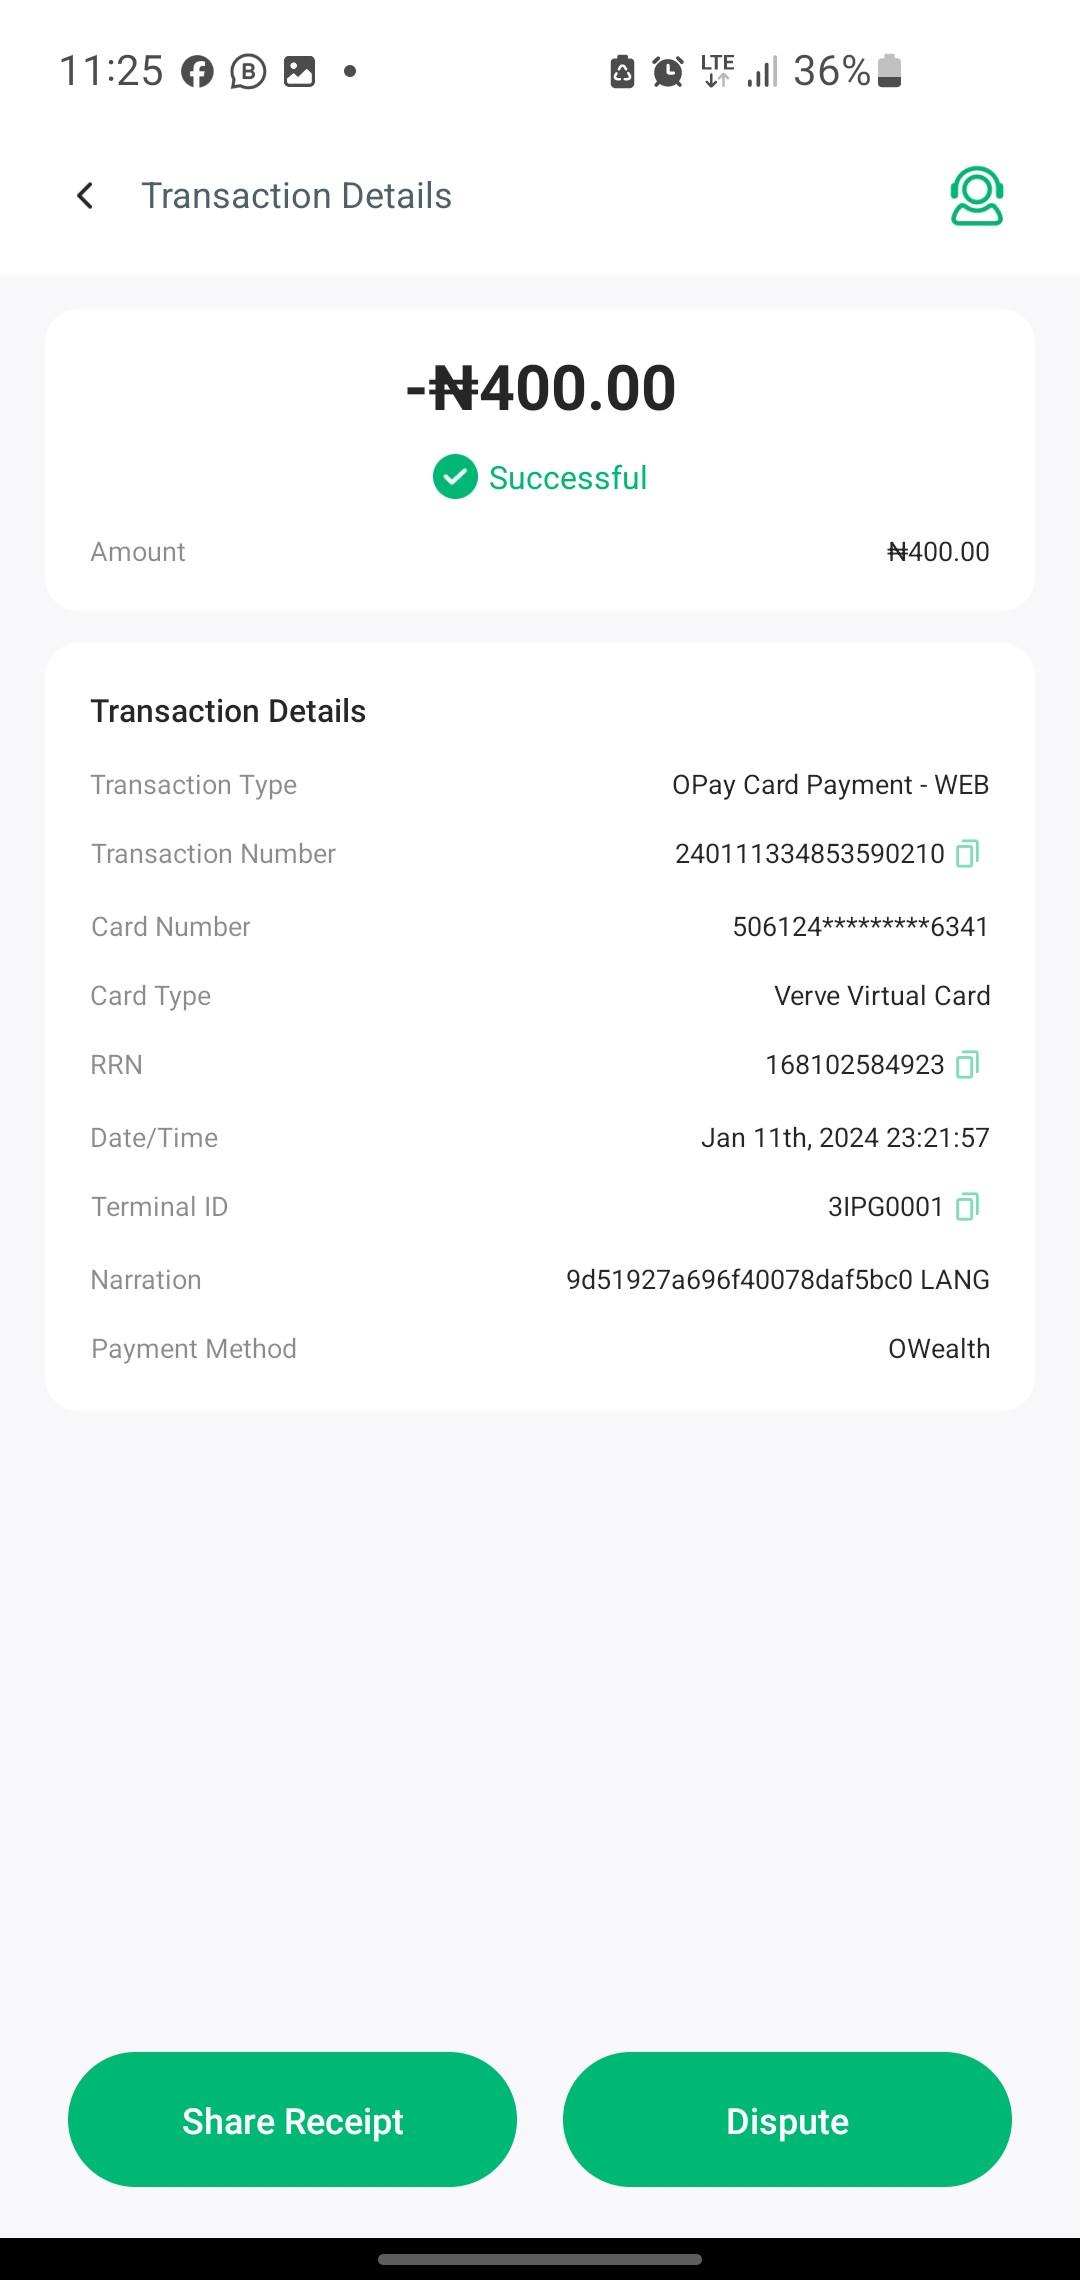 11:25 LTE 36%
Transaction Details
-₦400.00
Successful
Amount ₦400.00
Transaction Details
Transaction Type OPay Card Payment - WEB
Transaction Number 240111334853590210
Card Number 506124*********6341
Card Type Verve Virtual Card
RRN 168102584923
Date/Time Jan 11th, 2024 23:21:57
Terminal ID 3IPG0001
Narration 9d51927a696f40078daf5bc0 LANG
Payment Method OWealth
Share Receipt Dispute